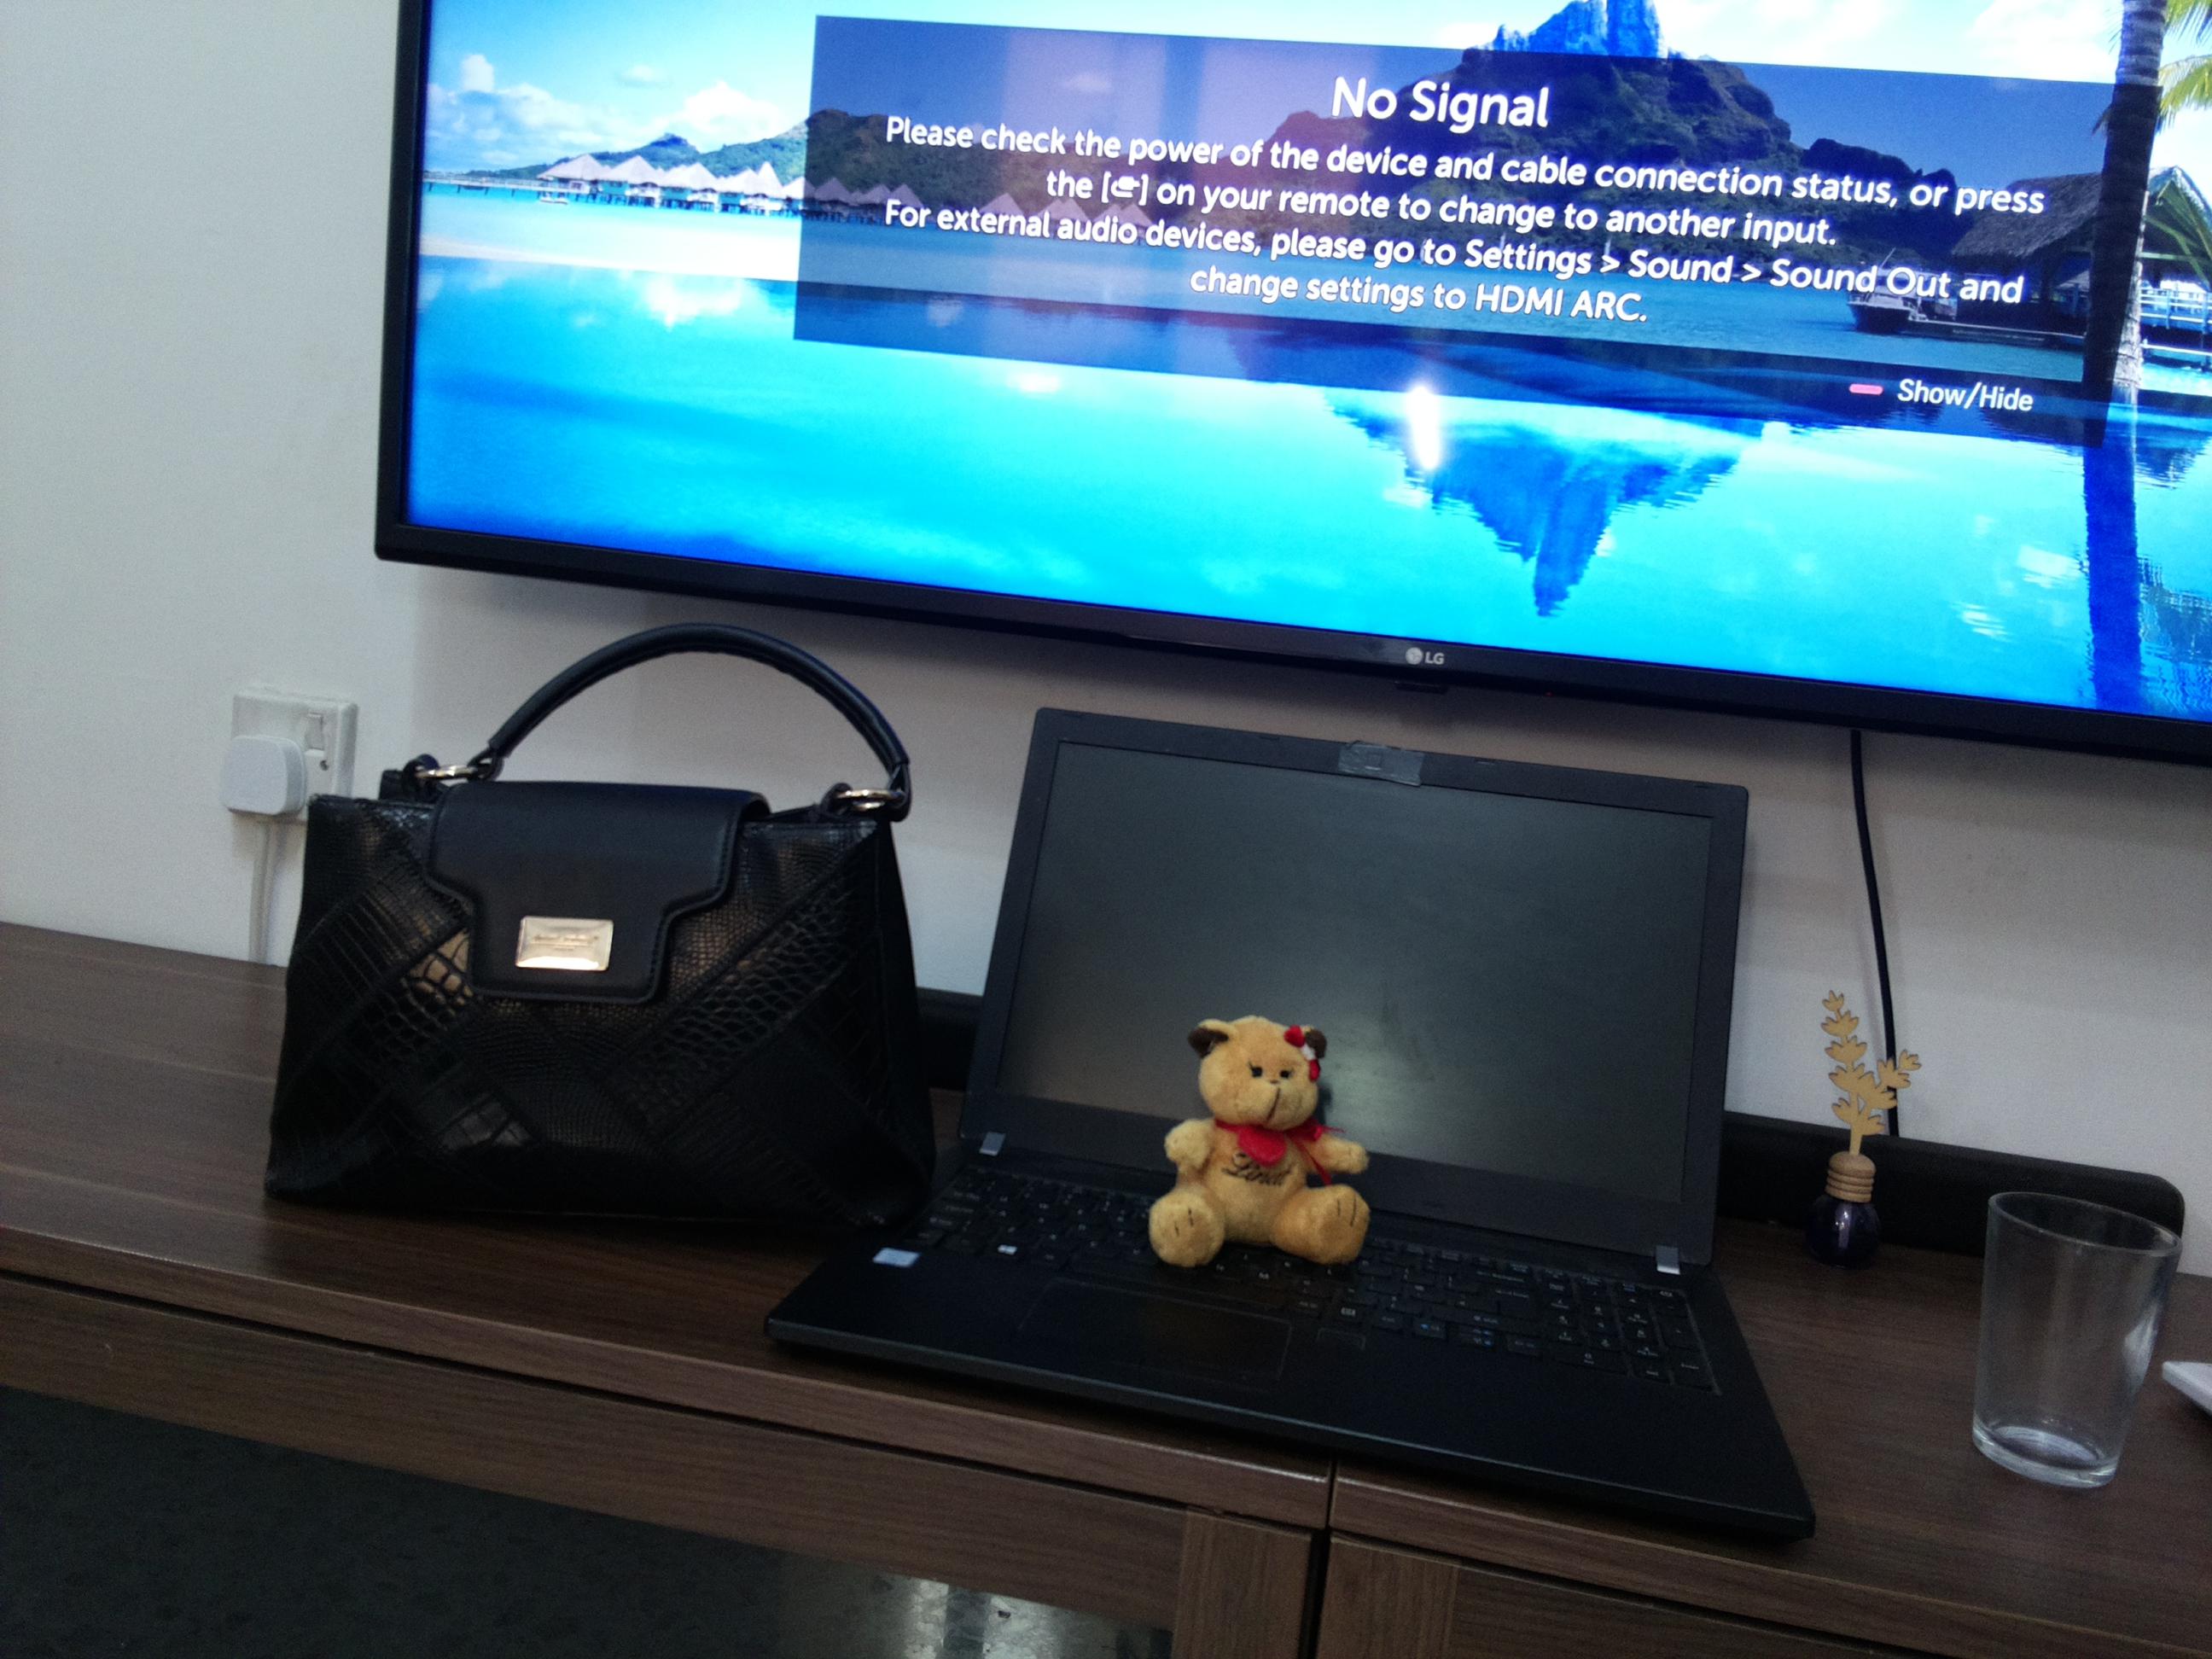 No Signal
Please check the power of the device and cable connection status, or press
the [] on your remote to change to another input.
For external audio devices, please go to Settings > Sound > Sound Out and
change settings to HDMI ARC.
Show/Hide
LG
Lindt